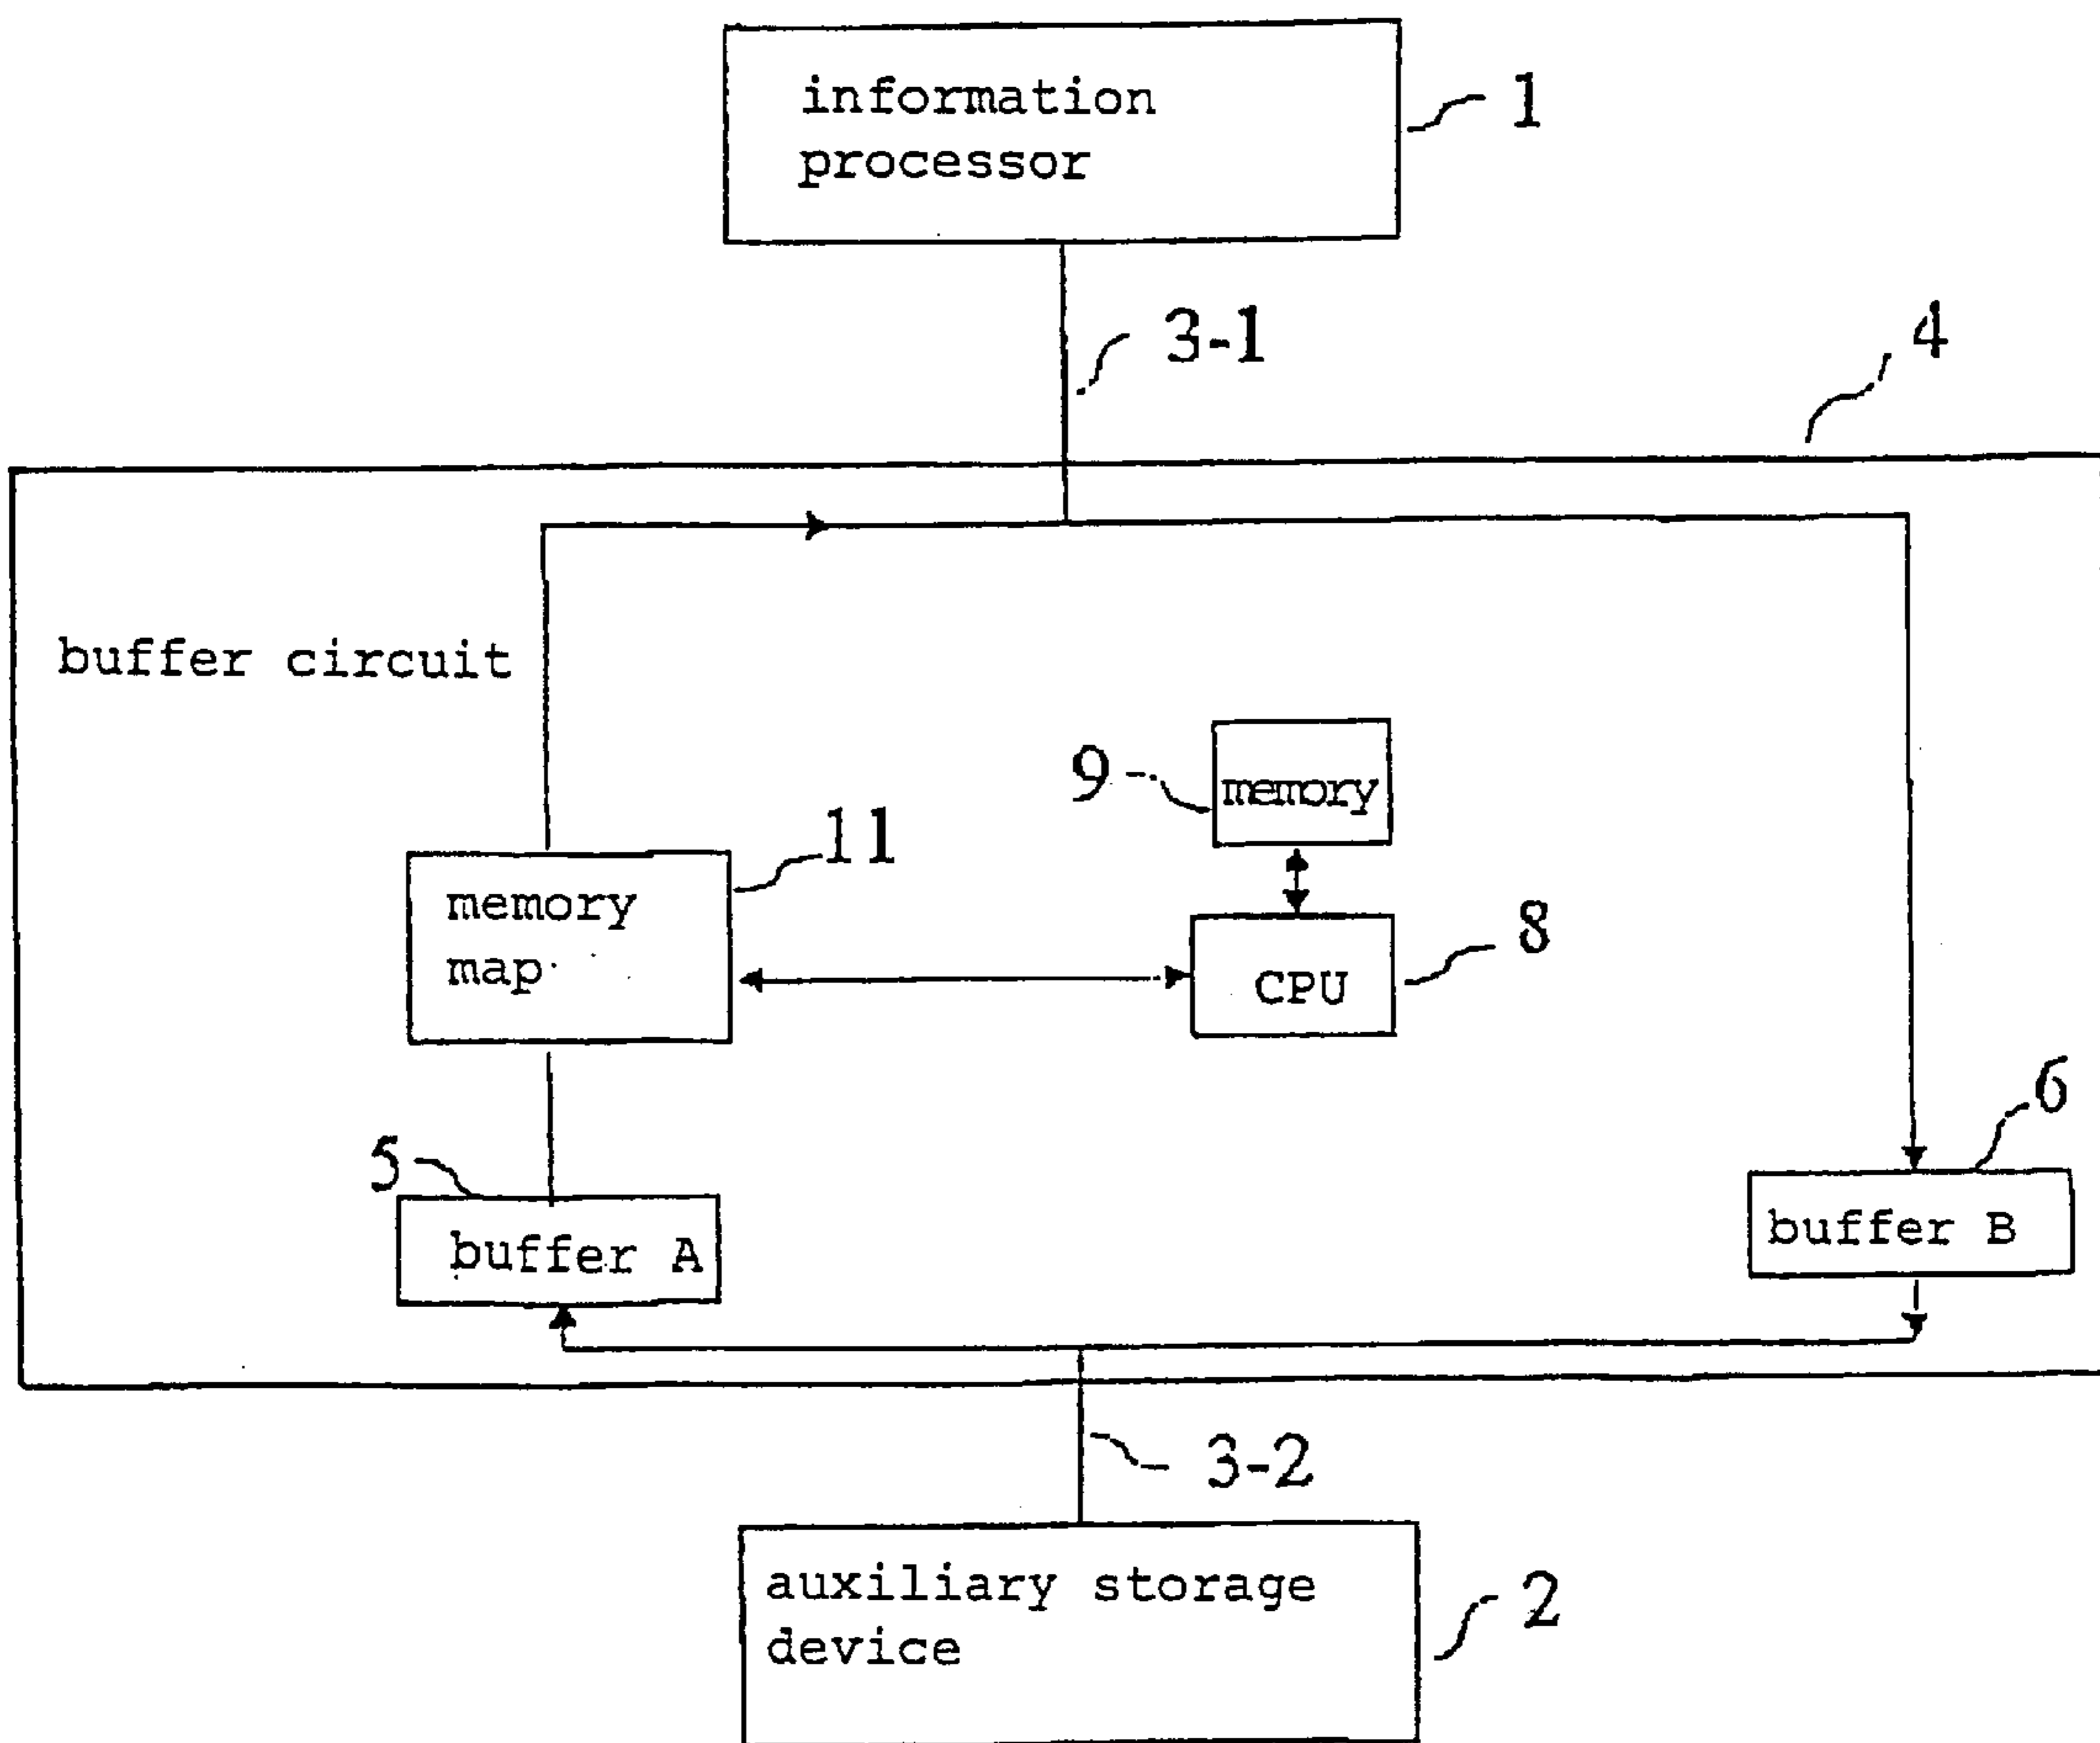 information
processor
1
3-1
4
buffer circuit
9
memory
11
memory
map
8
CPU
5
buffer A
6
buffer B
3-2
auxiliary storage
device
2